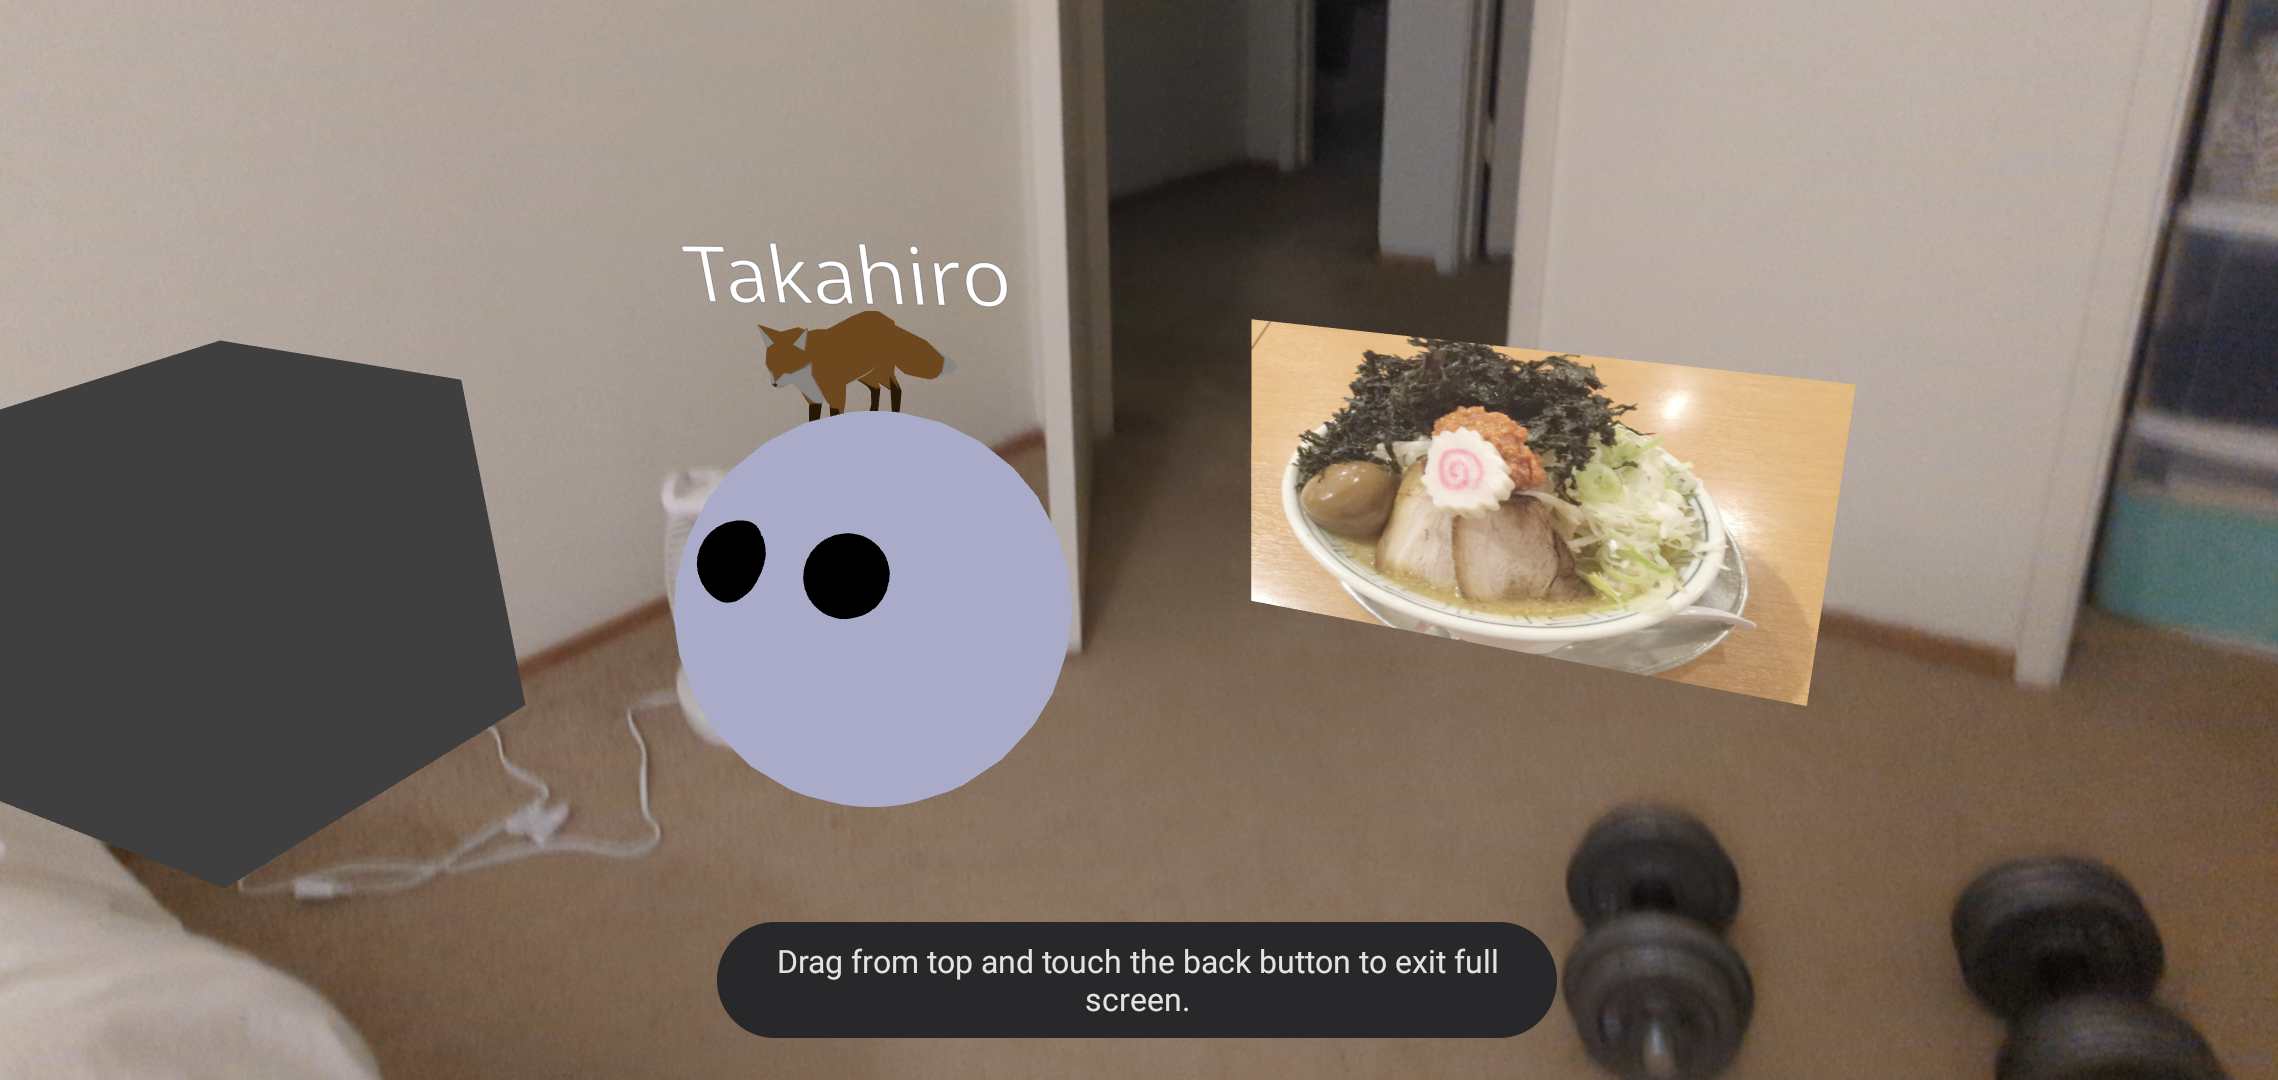 Takahiro
Drag from top and touch the back button to exit full
screen.